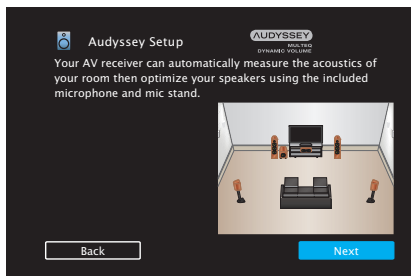 Audyssey Setup
AUDYSSEY
MULTEQ
DYNAMIC VOLUME
Your AV receiver can automatically measure the acoustics of
your room then optimize your speakers using the included
microphone and mic stand.
Back
Next